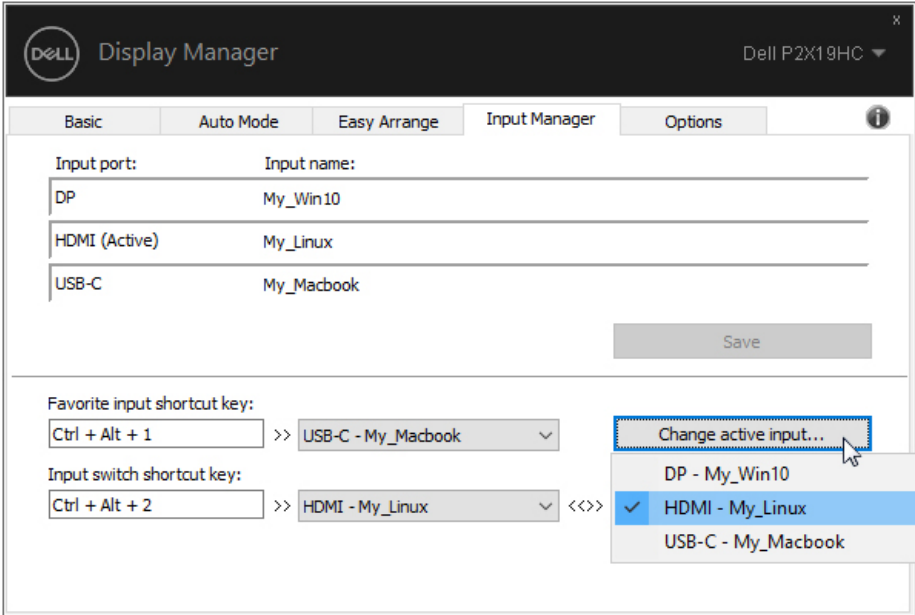 x
DELL Display Manager Dell P2X19HC
Basic Auto Mode Easy Arrange Input Manager Options i
Input port: Input name:
DP My_Win10
HDMI (Active) My_Linux
USB-C My_Macbook
Save
Favorite input shortcut key:
Ctrl + Alt + 1 >> USB-C - My_Macbook Change active input...
Input switch shortcut key:
Ctrl + Alt + 2 >> HDMI - My_Linux <<>>
DP - My_Win10
HDMI - My_Linux
USB-C - My_Macbook